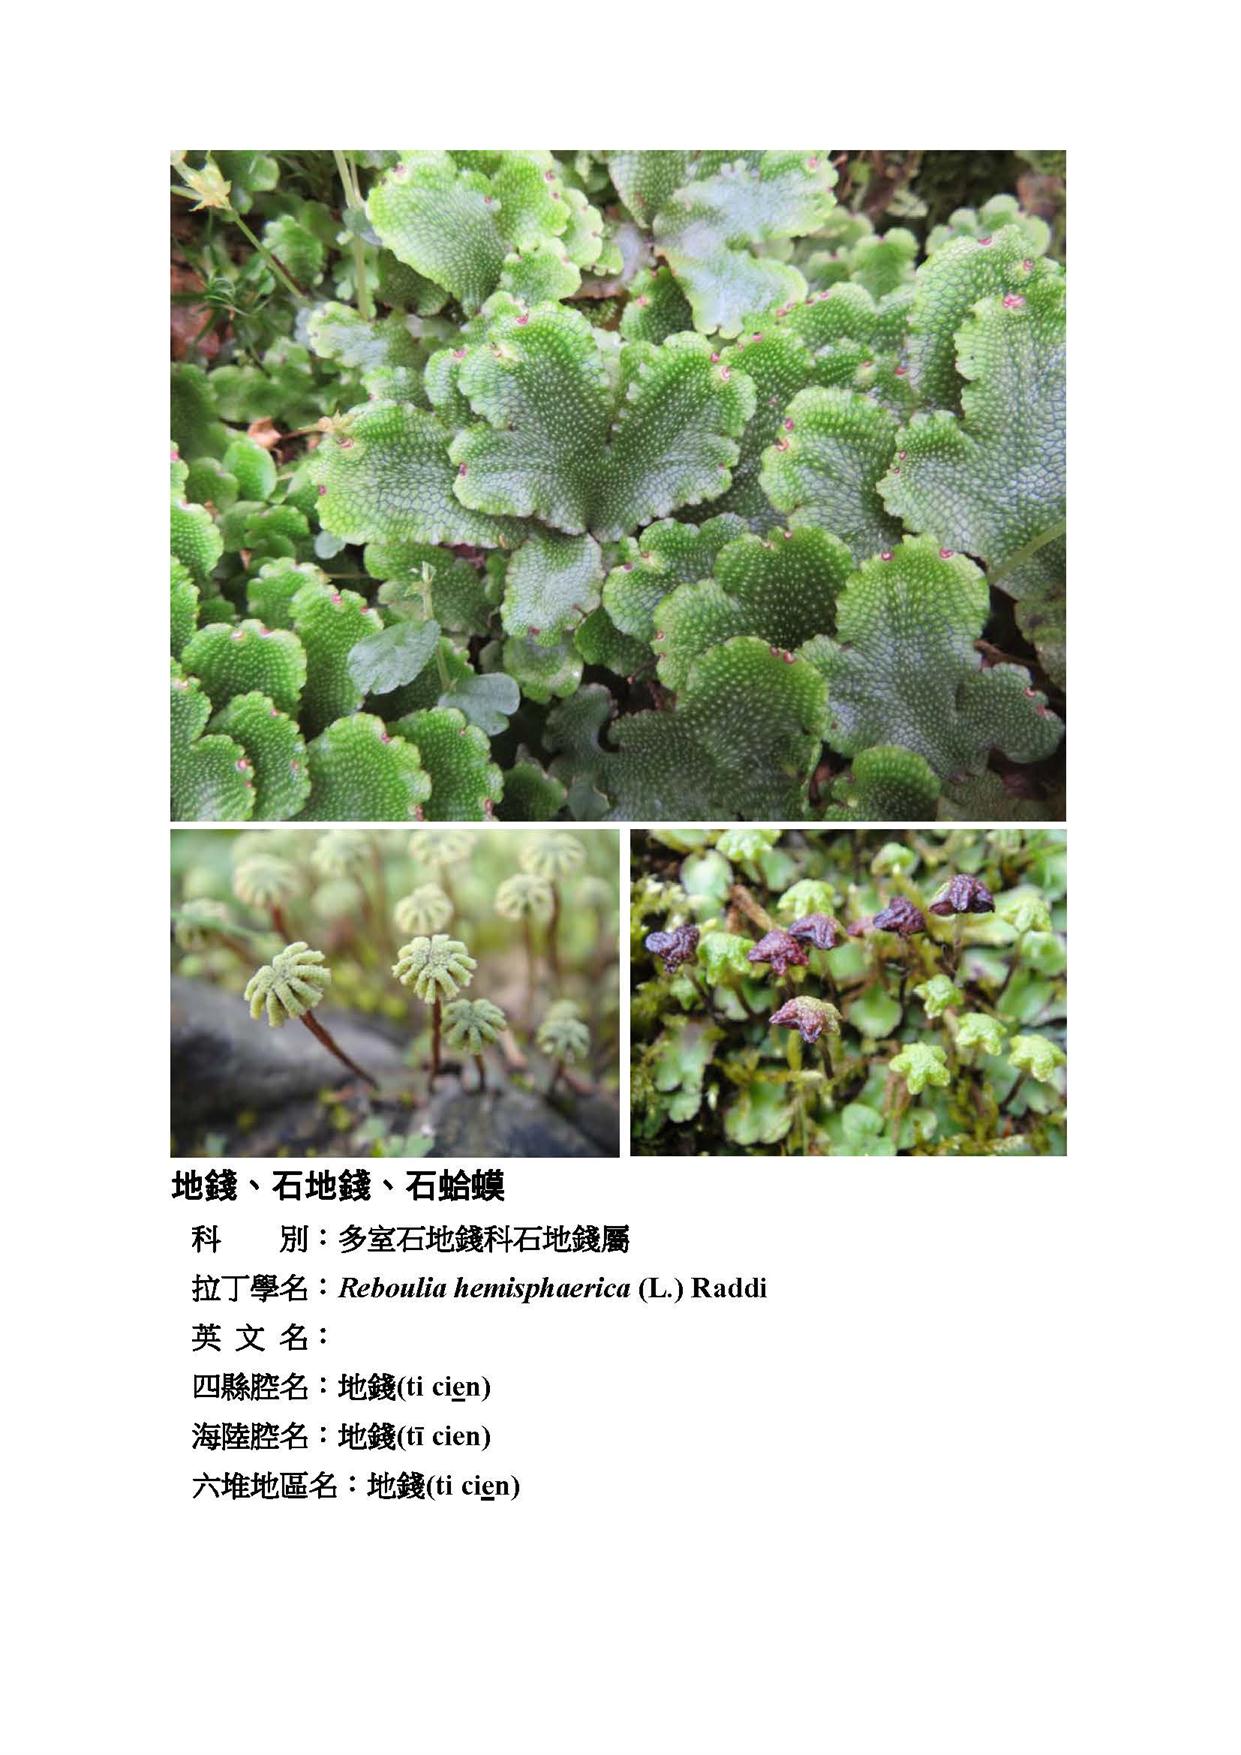 地錢、石地錢、石蛤蟆
科　　別：多室石地錢科石地錢屬
拉丁學名：Reboulia hemisphaerica (L.) Raddi
英 文 名：
四縣腔名：地錢(ti cie̲n)
海陸腔名：地錢(tī cien)
六堆地區名：地錢(ti cie̲n)